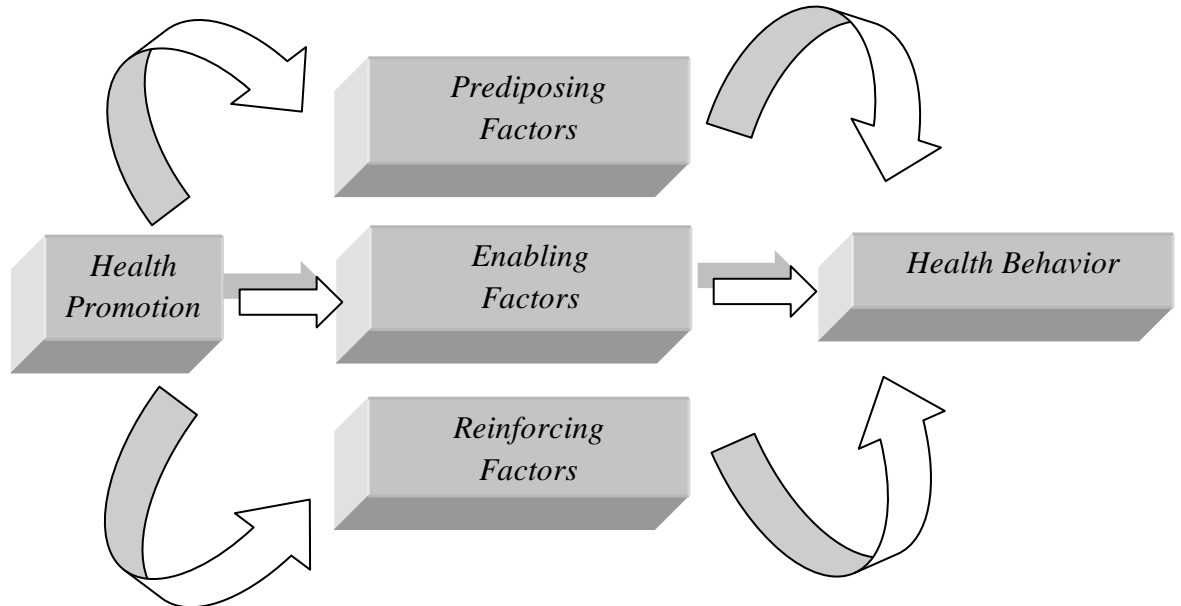 Prediposing
Factors
Health
Promotion
Enabling
Factors
Health Behavior
Reinforcing
Factors